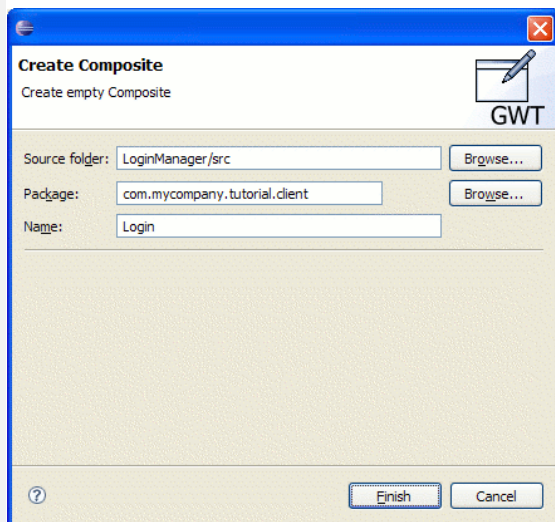 Create Composite
Create empty Composite
GWT
Source folder: LoginManager/src Browse...
Package: com.mycompany.tutorial.client Browse...
Name: Login
? Finish Cancel